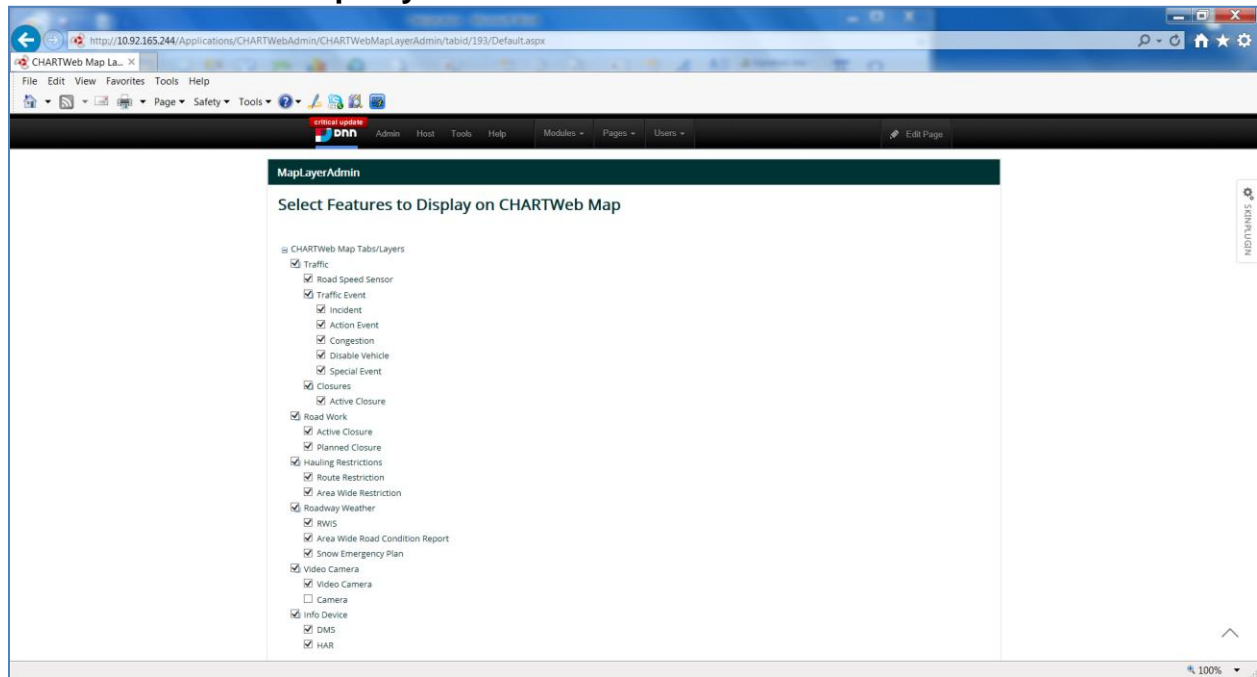 http://10.92.165.244/Applications/CHARTWebAdmin/CHARTWebMapLayerAdmin/tabid/193/Default.aspx
CHARTWeb Map La...
File Edit View Favorites Tools Help
Page Safety Tools
critical update
DNN Admin Host Tools Help Modules Pages Users Edit Page
MapLayerAdmin
SKINPLUGIN
Select Features to Display on CHARTWeb Map
CHARTWeb Map Tabs/Layers
Traffic
Road Speed Sensor
Traffic Event
Incident
Action Event
Congestion
Disable Vehicle
Special Event
Closures
Active Closure
Road Work
Active Closure
Planned Closure
Hauling Restrictions
Route Restriction
Area Wide Restriction
Roadway Weather
RWIS
Area Wide Road Condition Report
Snow Emergency Plan
Video Camera
Video Camera
Camera
Info Device
DMS
HAR
100%